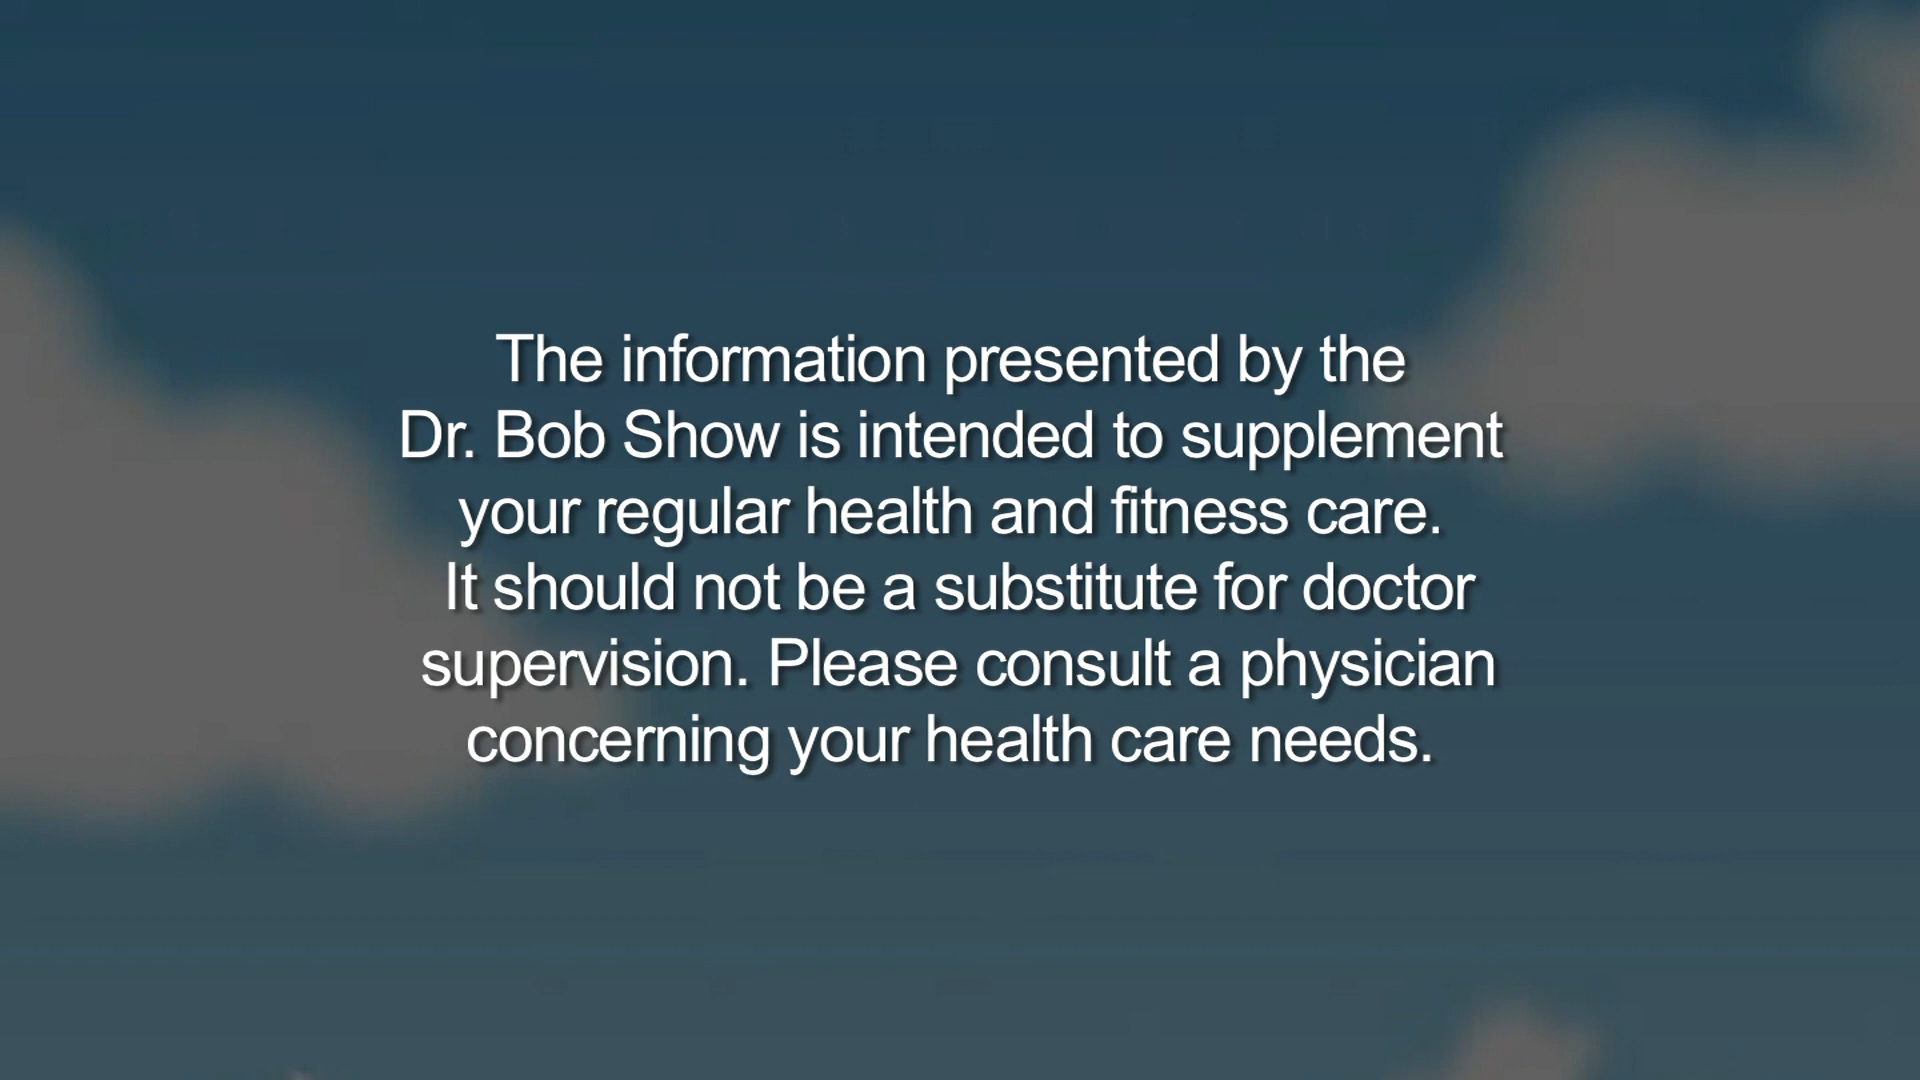 The information presented by the
Dr. Bob Show is intended to supplement
your regular health and fitness care.
It should not be a substitute for doctor
supervision. Please consult a physician
concerning your health care needs.